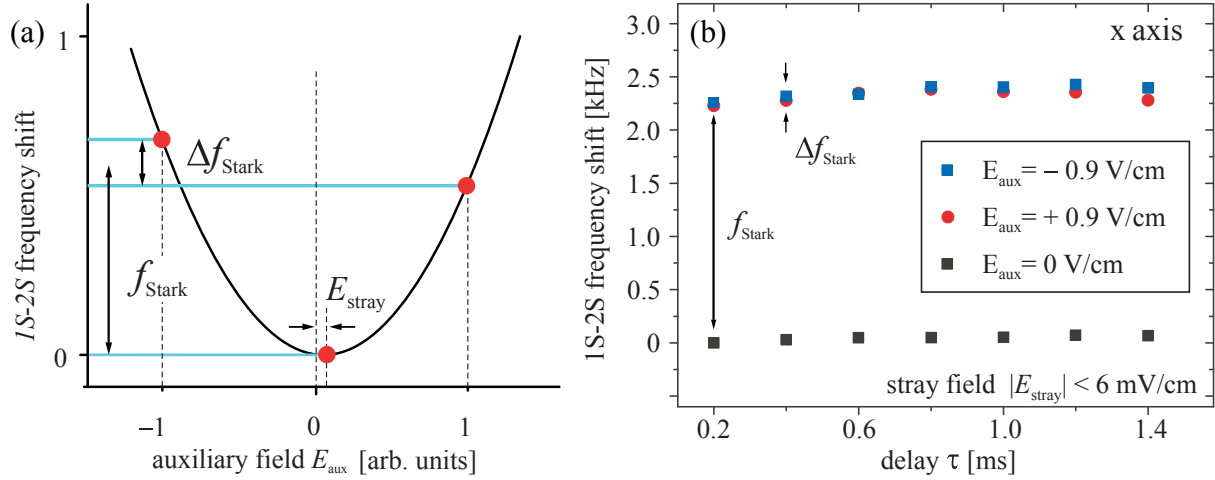 (a)
1
1S-2S frequency shift
Δf_Stark
f_Stark
E_stray
0
−1
0
1
auxiliary field E_aux [arb. units]
(b)
x axis
1S-2S frequency shift [kHz]
3.0
2.5
2.0
1.5
1.0
0.5
0
Δf_Stark
f_Stark
E_aux= − 0.9 V/cm
E_aux= + 0.9 V/cm
E_aux= 0 V/cm
stray field |E_stray| < 6 mV/cm
0.2
0.6
1.0
1.4
delay τ [ms]